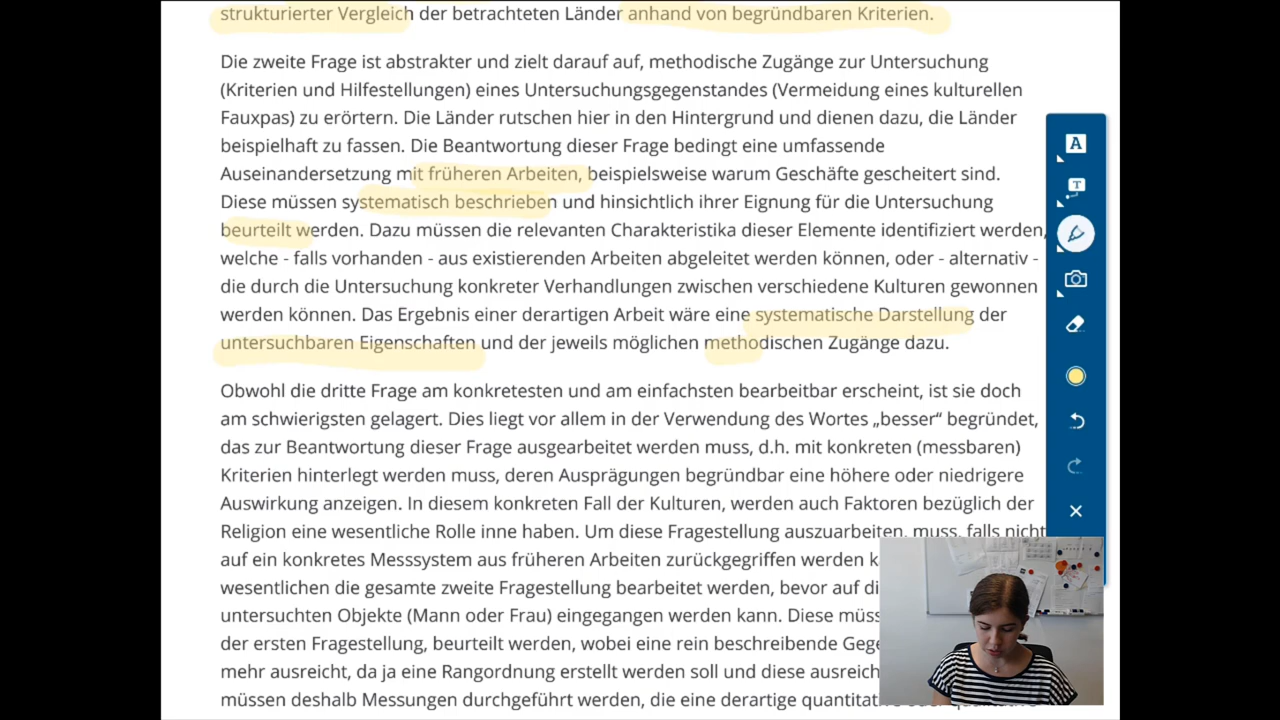 strukturierter Vergleich der betrachteten Länder anhand von begründbaren Kriterien.
Die zweite Frage ist abstrakter und zielt darauf auf, methodische Zugänge zur Untersuchung
(Kriterien und Hilfestellungen) eines Untersuchungsgegenstandes (Vermeidung eines kulturellen
Fauxpas) zu erörtern. Die Länder rutschen hier in den Hintergrund und dienen dazu, die Länder
beispielhaft zu fassen. Die Beantwortung dieser Frage bedingt eine umfassende
Auseinandersetzung mit früheren Arbeiten, beispielsweise warum Geschäfte gescheitert sind.
Diese müssen systematisch beschrieben und hinsichtlich ihrer Eignung für die Untersuchung
beurteilt werden. Dazu müssen die relevanten Charakteristika dieser Elemente identifiziert werden,
welche - falls vorhanden - aus existierenden Arbeiten abgeleitet werden können, oder - alternativ -
die durch die Untersuchung konkreter Verhandlungen zwischen verschiedene Kulturen gewonnen
werden können. Das Ergebnis einer derartigen Arbeit wäre eine systematische Darstellung der
untersuchbaren Eigenschaften und der jeweils möglichen methodischen Zugänge dazu.
Obwohl die dritte Frage am konkretesten und am einfachsten bearbeitbar erscheint, ist sie doch
am schwierigsten gelagert. Dies liegt vor allem in der Verwendung des Wortes „besser“ begründet,
das zur Beantwortung dieser Frage ausgearbeitet werden muss, d.h. mit konkreten (messbaren)
Kriterien hinterlegt werden muss, deren Ausprägungen begründbar eine höhere oder niedrigere
Auswirkung anzeigen. In diesem konkreten Fall der Kulturen, werden auch Faktoren bezüglich der
Religion eine wesentliche Rolle inne haben. Um diese Fragestellung auszuarbeiten, muss, falls nicht
auf ein konkretes Messsystem aus früheren Arbeiten zurückgegriffen werden
wesentlichen die gesamte zweite Fragestellung bearbeitet werden, bevor auf
untersuchten Objekte (Mann oder Frau) eingegangen werden kann. Diese
der ersten Fragestellung, beurteilt werden, wobei eine rein beschreibende
mehr ausreicht, da ja eine Rangordnung erstellt werden soll und diese
müssen deshalb Messungen durchgeführt werden, die eine derartige
A
T